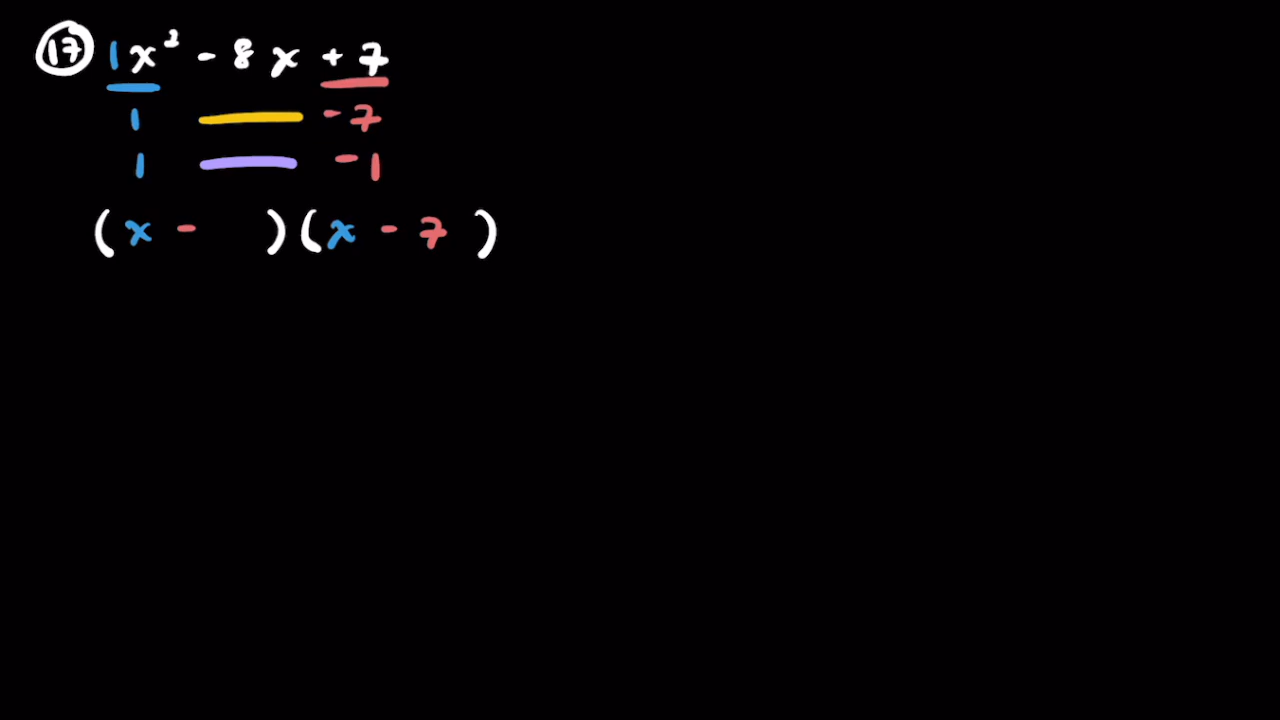 ⑰ 1x² - 8x + 7
1 -7
1 -1
(x - )(x - 7 )